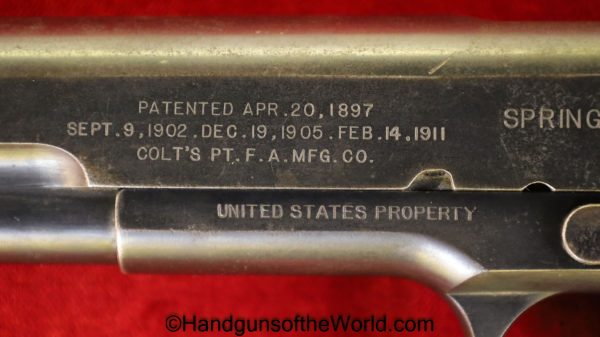 PATENTED APR.20,1897
SEPT.9,1902.DEC.19,1905.FEB.14.1911
COLT'S PT.F.A.MFG.CO.
SPRING
UNITED STATES PROPERTY
©HandgunsoftheWorld.com©